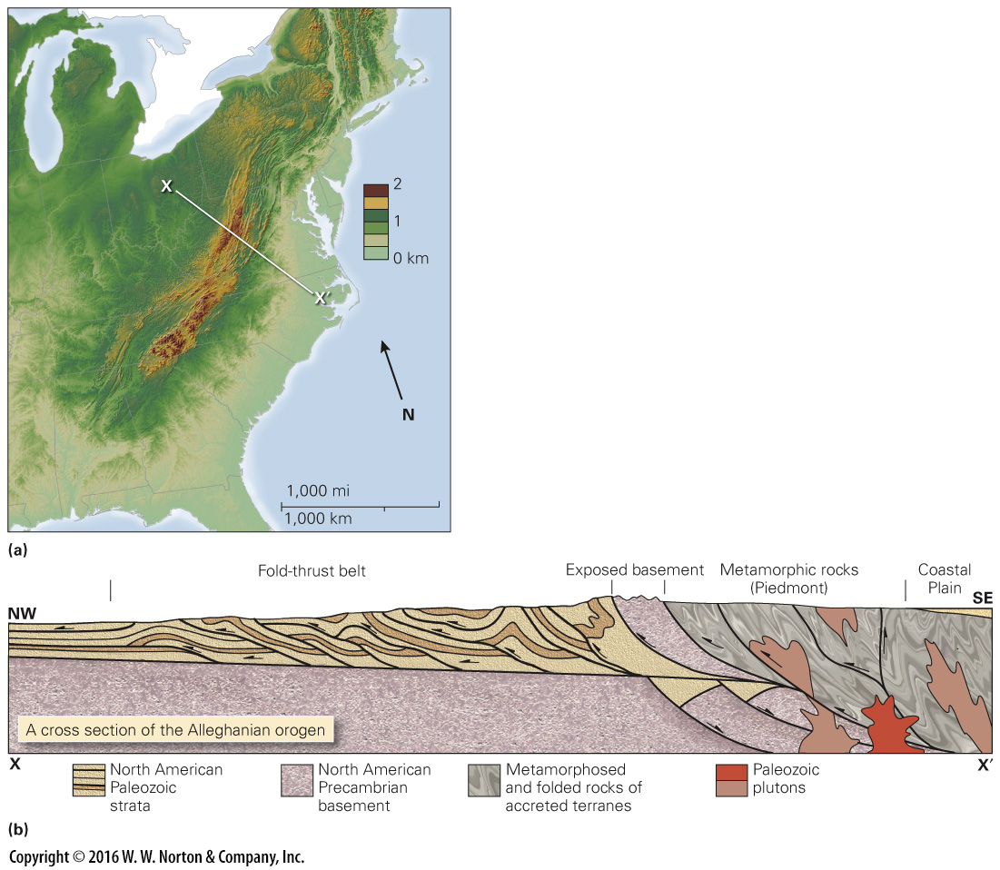 X
X′
2
1
0 km
N
1,000 mi
1,000 km
(a)
Fold-thrust belt
Exposed basement
Metamorphic rocks
(Piedmont)
Coastal
Plain
NW
SE
A cross section of the Alleghanian orogen
X
X′
North American
Paleozoic
strata
North American
Precambrian
basement
Metamorphosed
and folded rocks of
accreted terranes
Paleozoic
plutons
(b)
Copyright © 2016 W. W. Norton & Company, Inc.